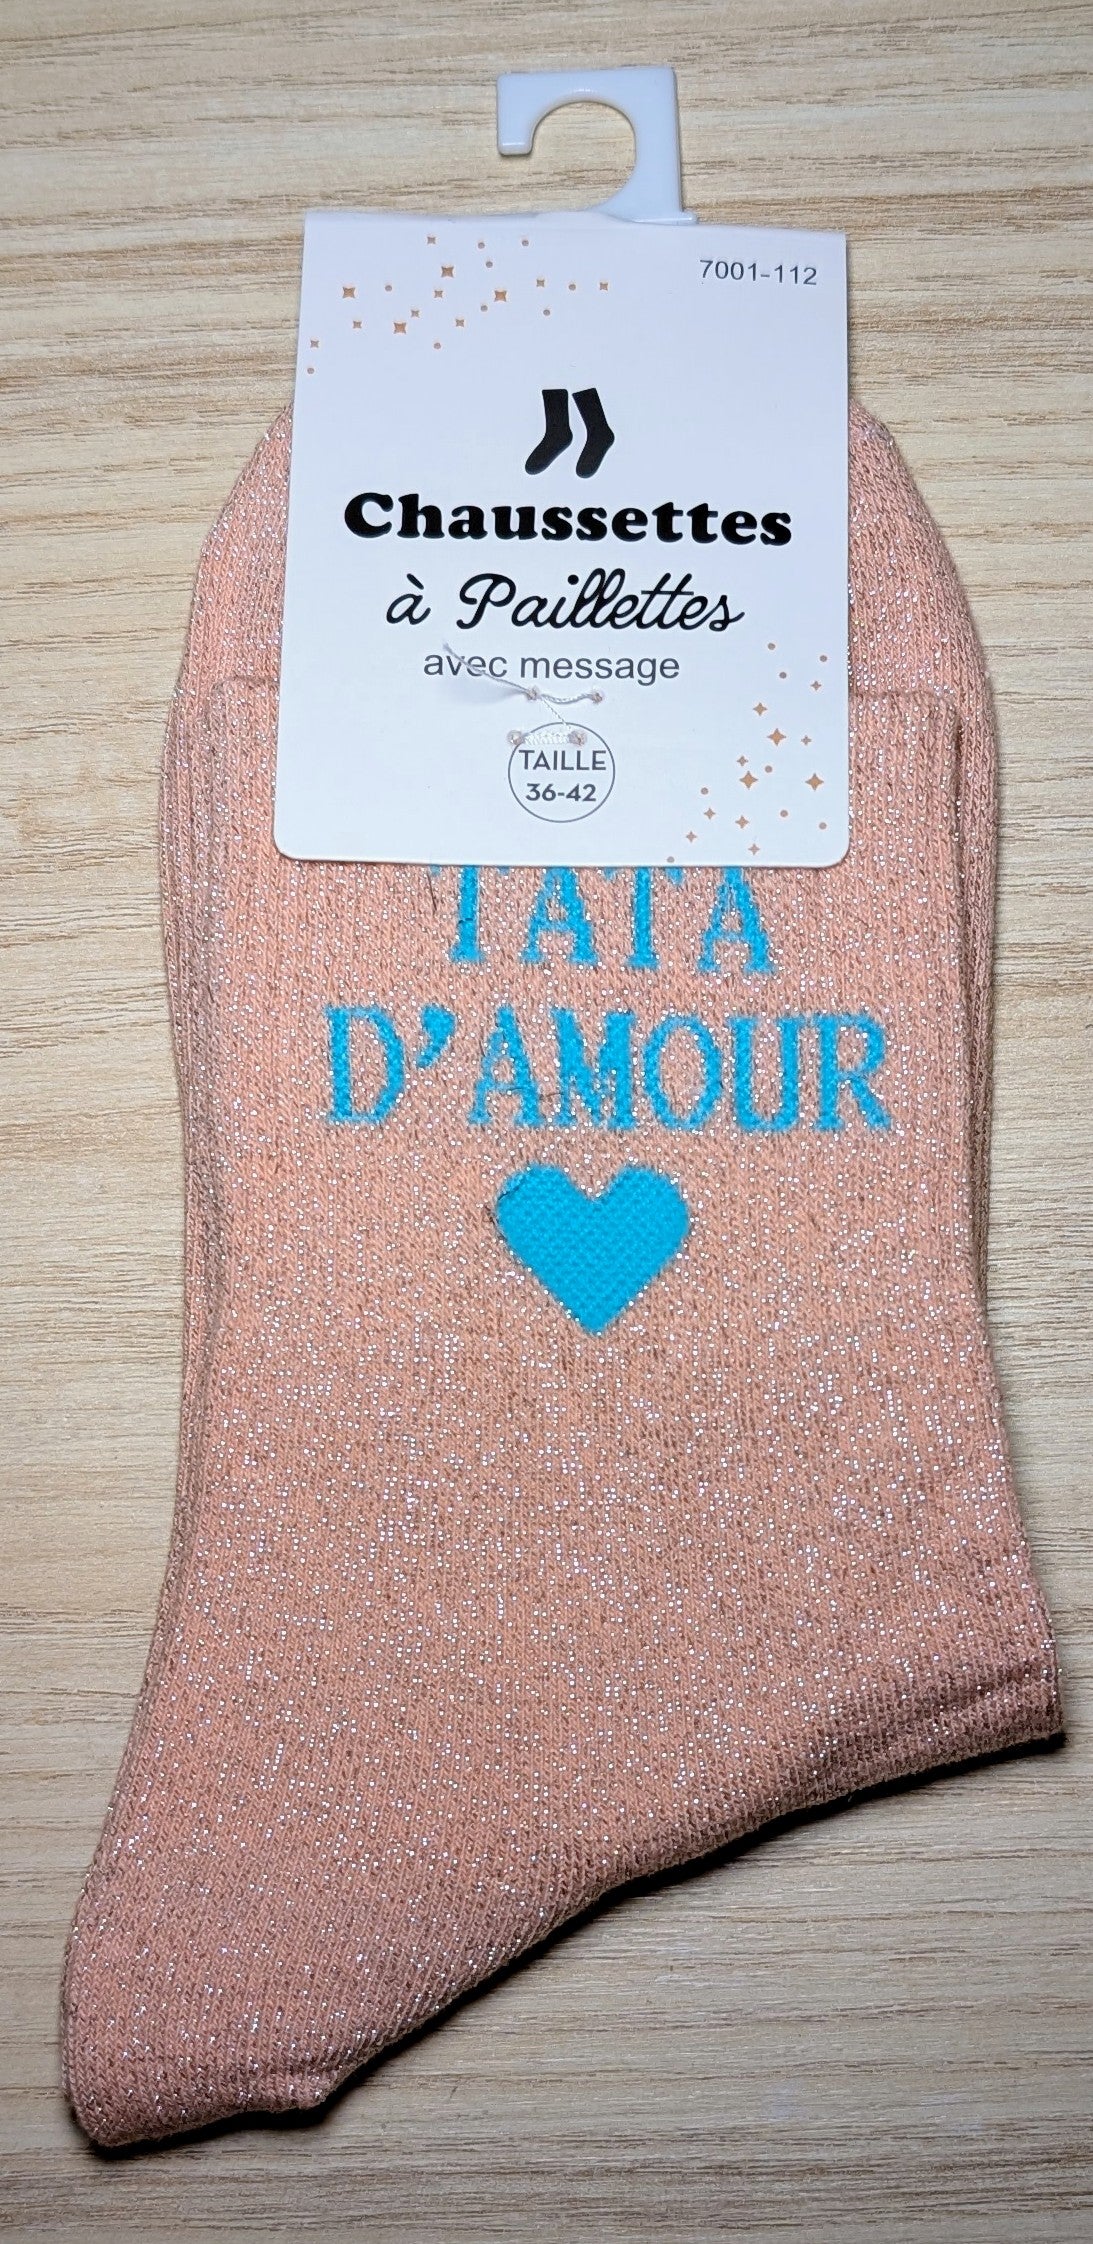 7001-112
Chaussettes
à Paillettes
avec message
TAILLE
36-42
TATA
D'AMOUR